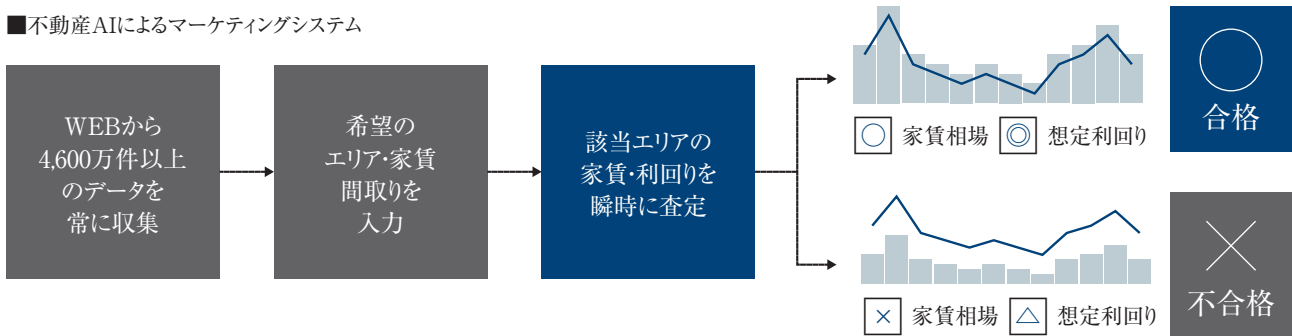 ■不動産AIによるマーケティングシステム
WEBから
4,600万件以上
のデータを
常に収集
希望の
エリア・家賃
間取りを
入力
該当エリアの
家賃・利回りを
瞬時に査定
○ 家賃相場 ◎ 想定利回り
○
合格
× 家賃相場 △ 想定利回り
×
不合格